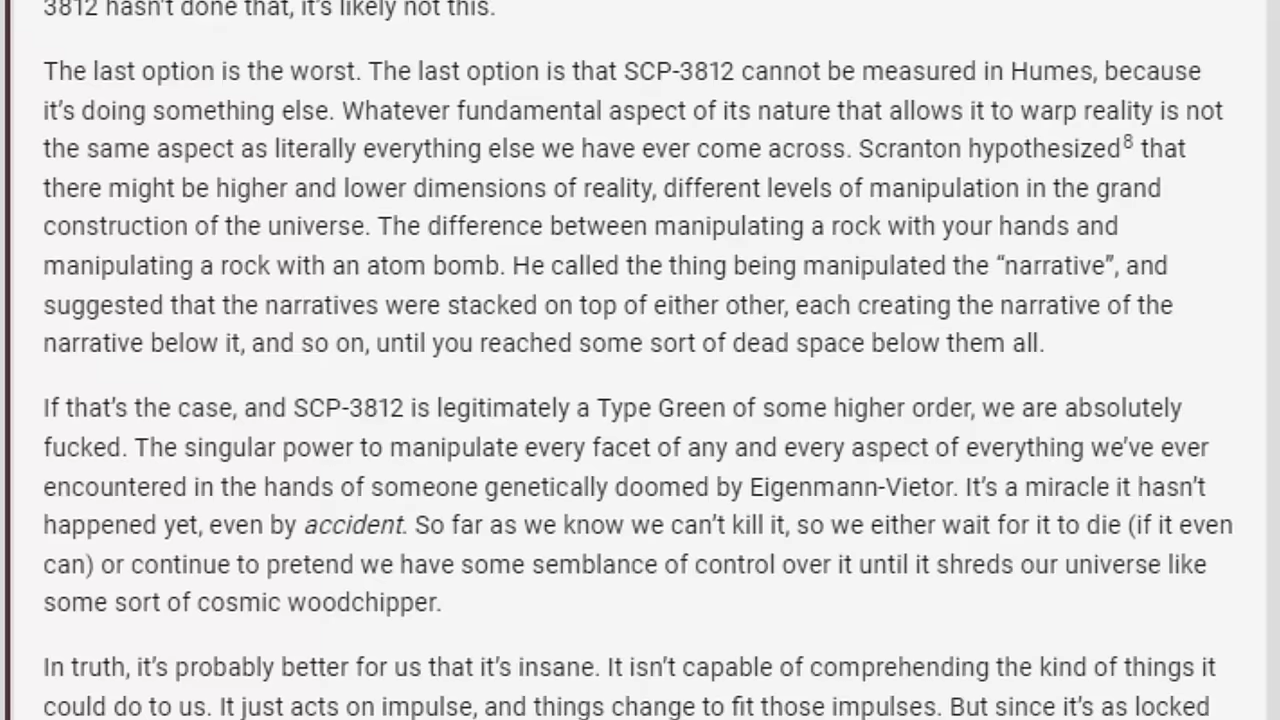 3812 hasn't done that, it's likely not this.
The last option is the worst. The last option is that SCP-3812 cannot be measured in Humes, because
it's doing something else. Whatever fundamental aspect of its nature that allows it to warp reality is not
the same aspect as literally everything else we have ever come across. Scranton hypothesized8 that
there might be higher and lower dimensions of reality, different levels of manipulation in the grand
construction of the universe. The difference between manipulating a rock with your hands and
manipulating a rock with an atom bomb. He called the thing being manipulated the “narrative”, and
suggested that the narratives were stacked on top of either other, each creating the narrative of the
narrative below it, and so on, until you reached some sort of dead space below them all.
If that's the case, and SCP-3812 is legitimately a Type Green of some higher order, we are absolutely
fucked. The singular power to manipulate every facet of any and every aspect of everything we've ever
encountered in the hands of someone genetically doomed by Eigenmann-Vietor. It's a miracle it hasn't
happened yet, even by accident. So far as we know we can't kill it, so we either wait for it to die (if it even
can) or continue to pretend we have some semblance of control over it until it shreds our universe like
some sort of cosmic woodchipper.
In truth, it's probably better for us that it's insane. It isn't capable of comprehending the kind of things it
could do to us. It just acts on impulse, and things change to fit those impulses. But since it's as locked